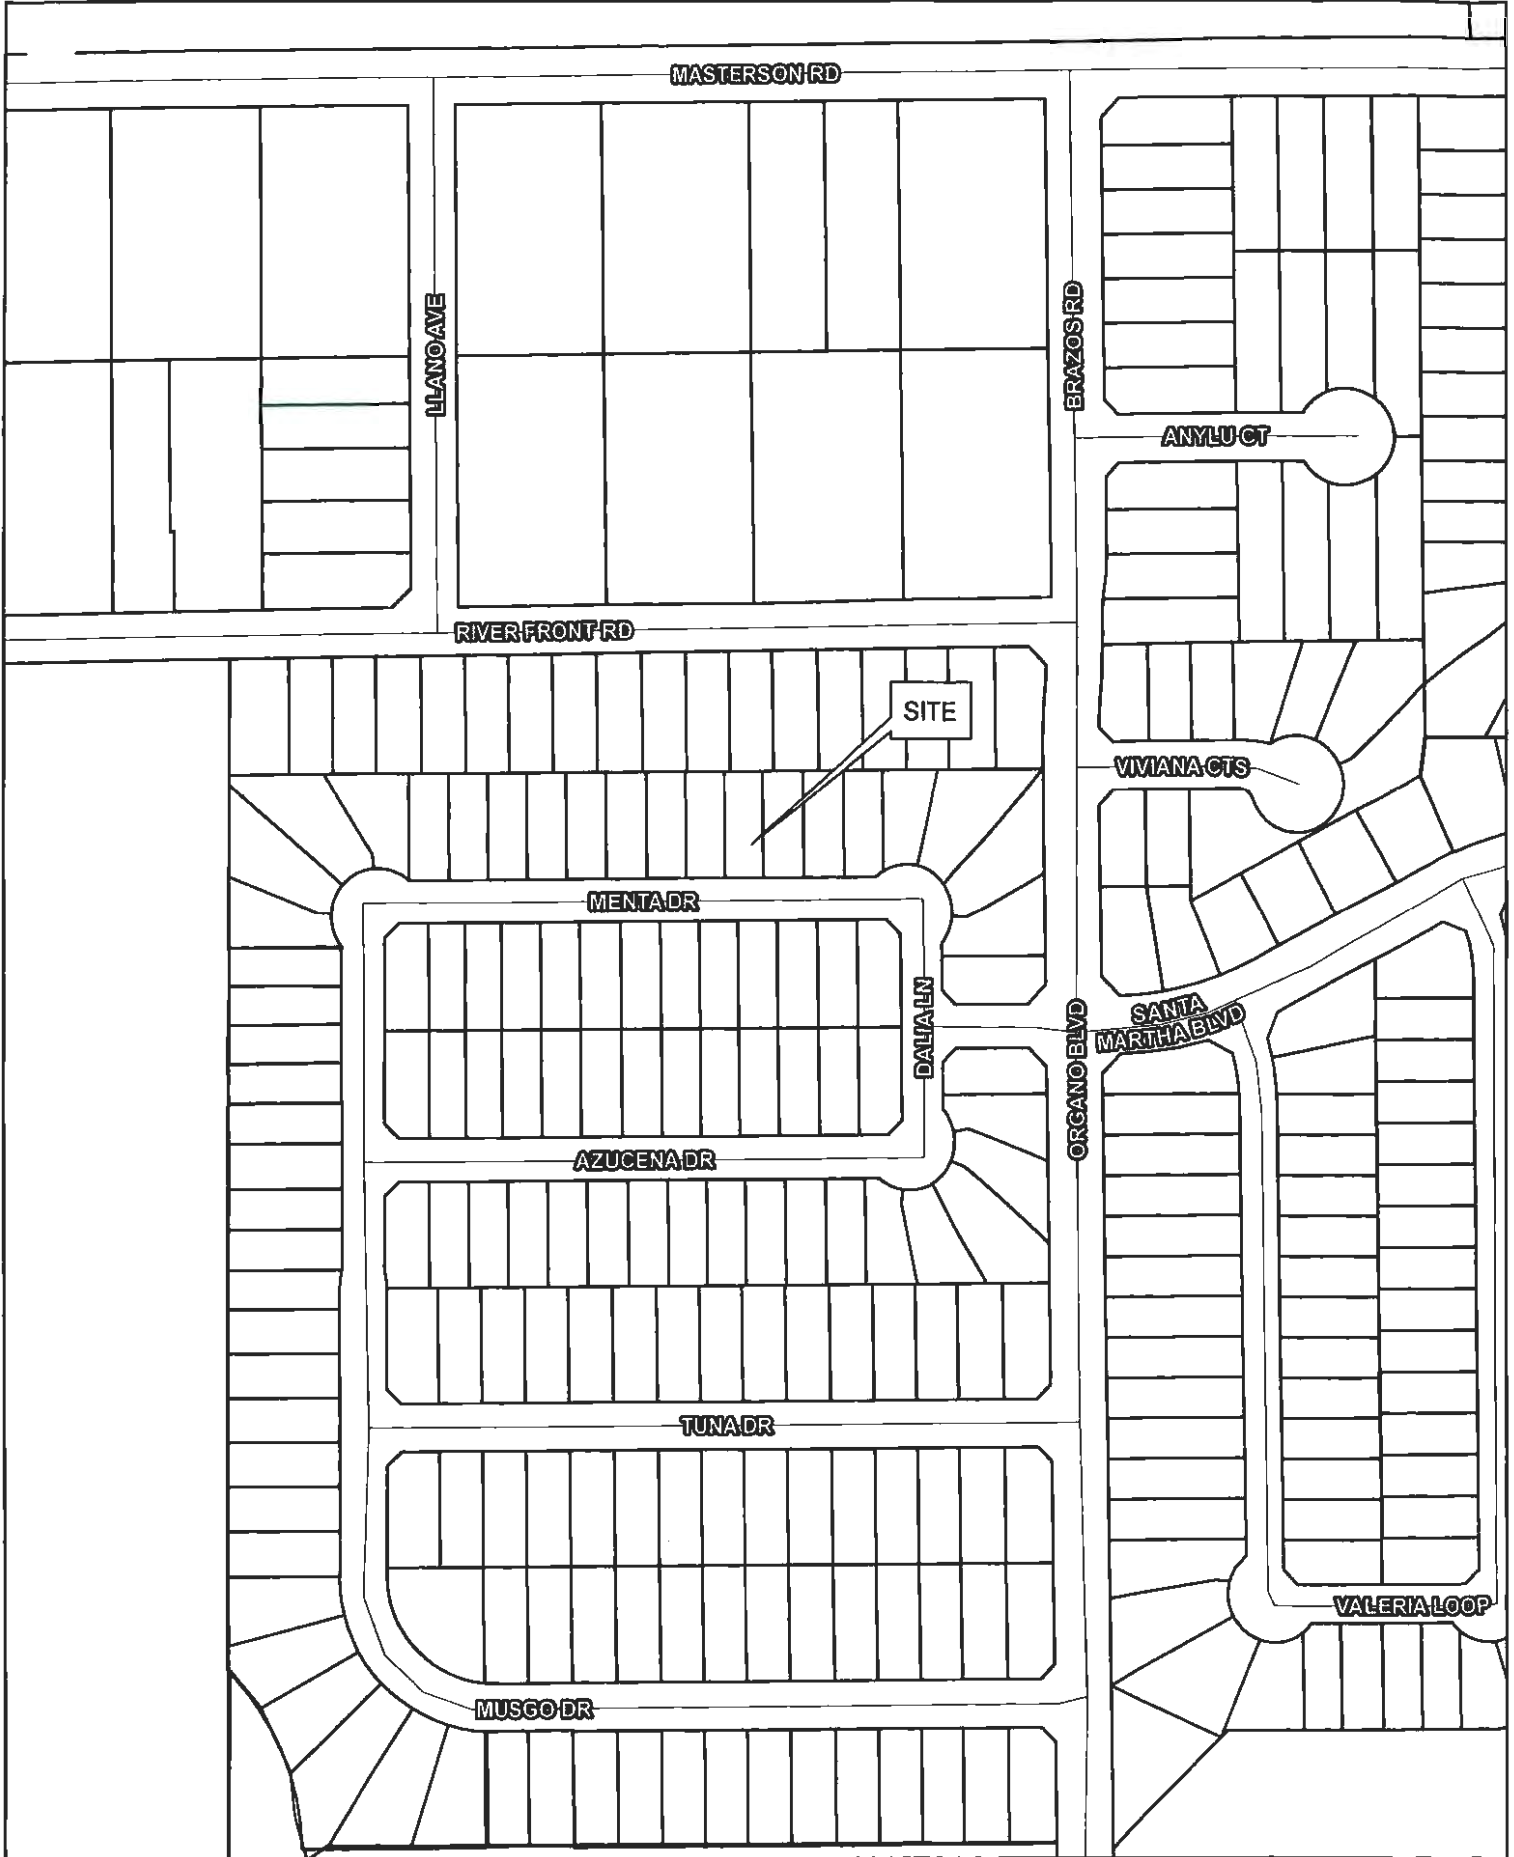 MASTERSON RD
LLANO AVE
BRAZOS RD
ANYLU CT
RIVER FRONT RD
SITE
VIVIANA CTS
MENTA DR
DALIA LN
ORGANO BLVD
SANTA
MARTHA BLVD
AZUCENA DR
TUNA DR
VALERIA LOOP
MUSGO DR